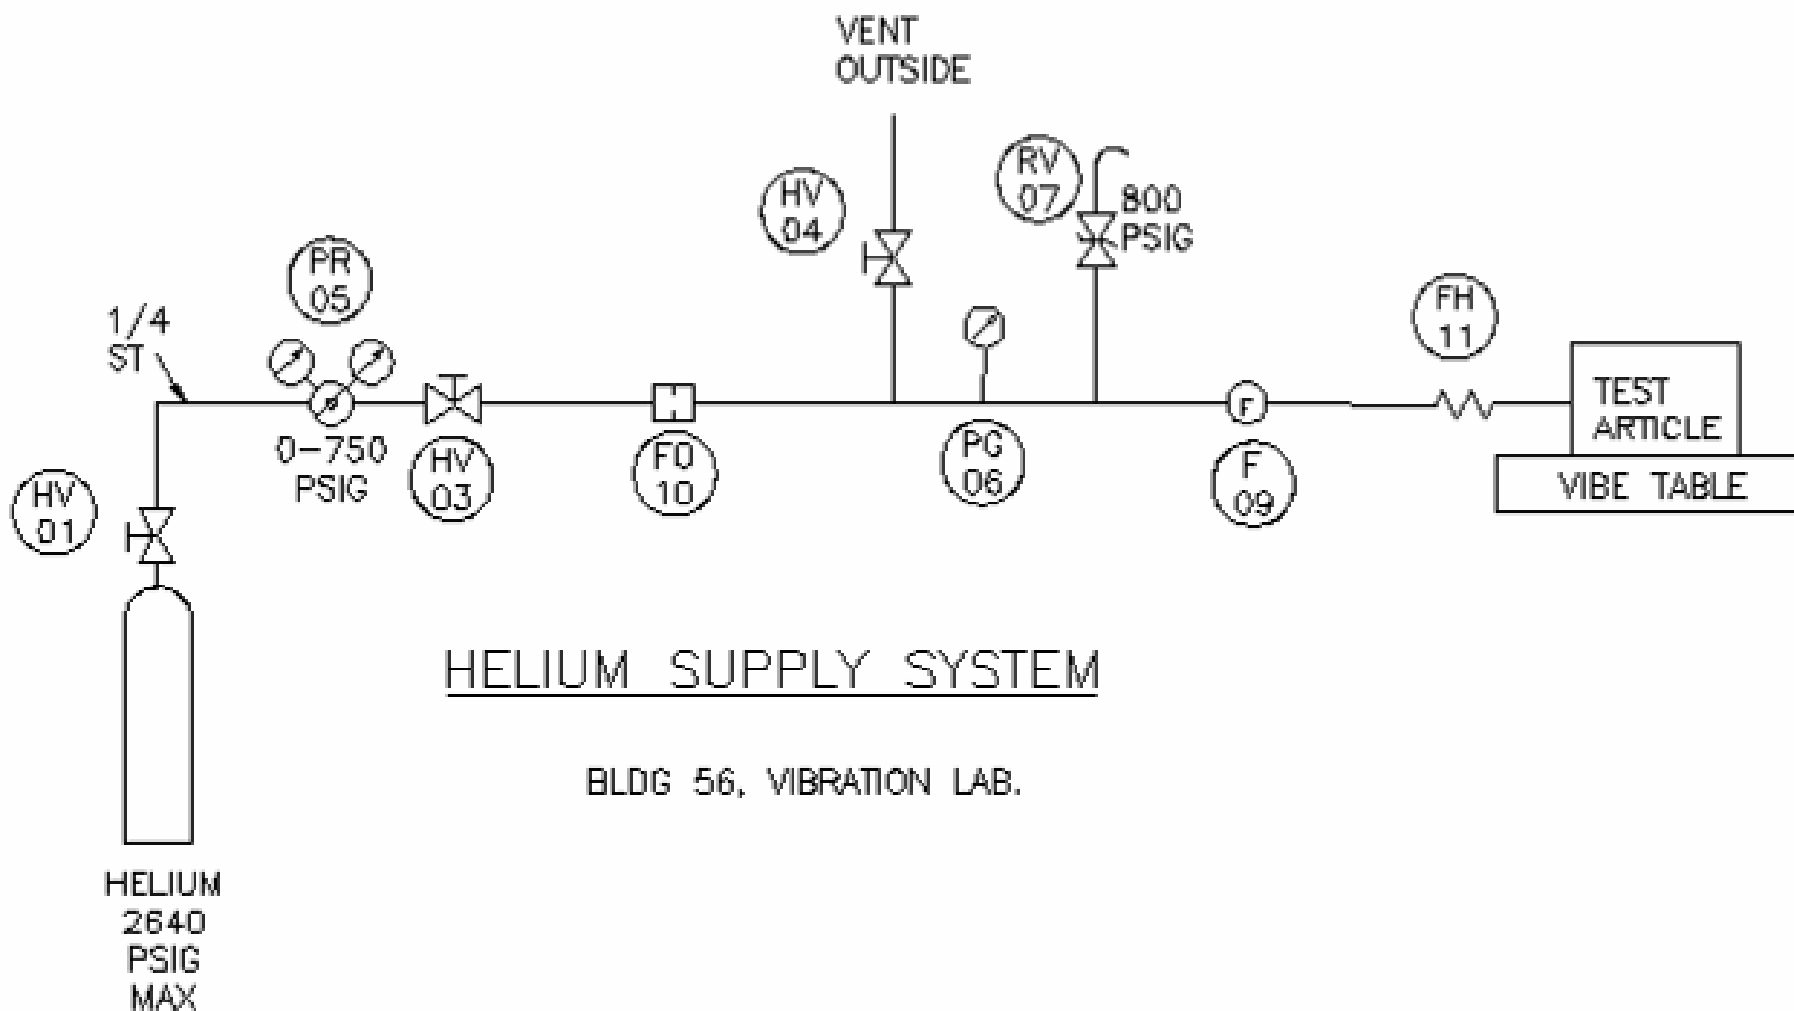 VENT
OUTSIDE
HV
04
RV
07
800
PSIG
PR
05
1/4
ST
0-750
PSIG
HV
03
FO
10
PG
06
F
F
09
FH
11
TEST
ARTICLE
VIBE TABLE
HV
01
HELIUM SUPPLY SYSTEM
BLDG 56, VIBRATION LAB.
HELIUM
2640
PSIG
MAX